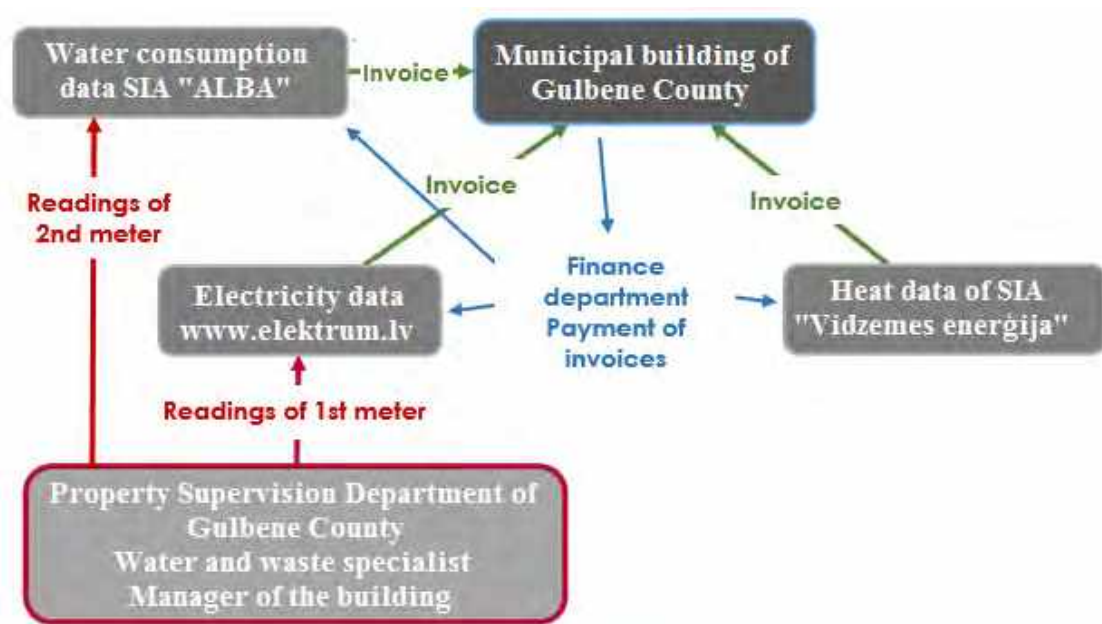 Water consumption
data SIA "ALBA"
Invoice
Municipal building of
Gulbene County
Readings of
2nd meter
Invoice
Invoice
Electricity data
www.elektrum.lv
Finance
department
Payment of
invoices
Heat data of SIA
"Vidzemes enerģija"
Readings of 1st meter
Property Supervision Department of
Gulbene County
Water and waste specialist
Manager of the building